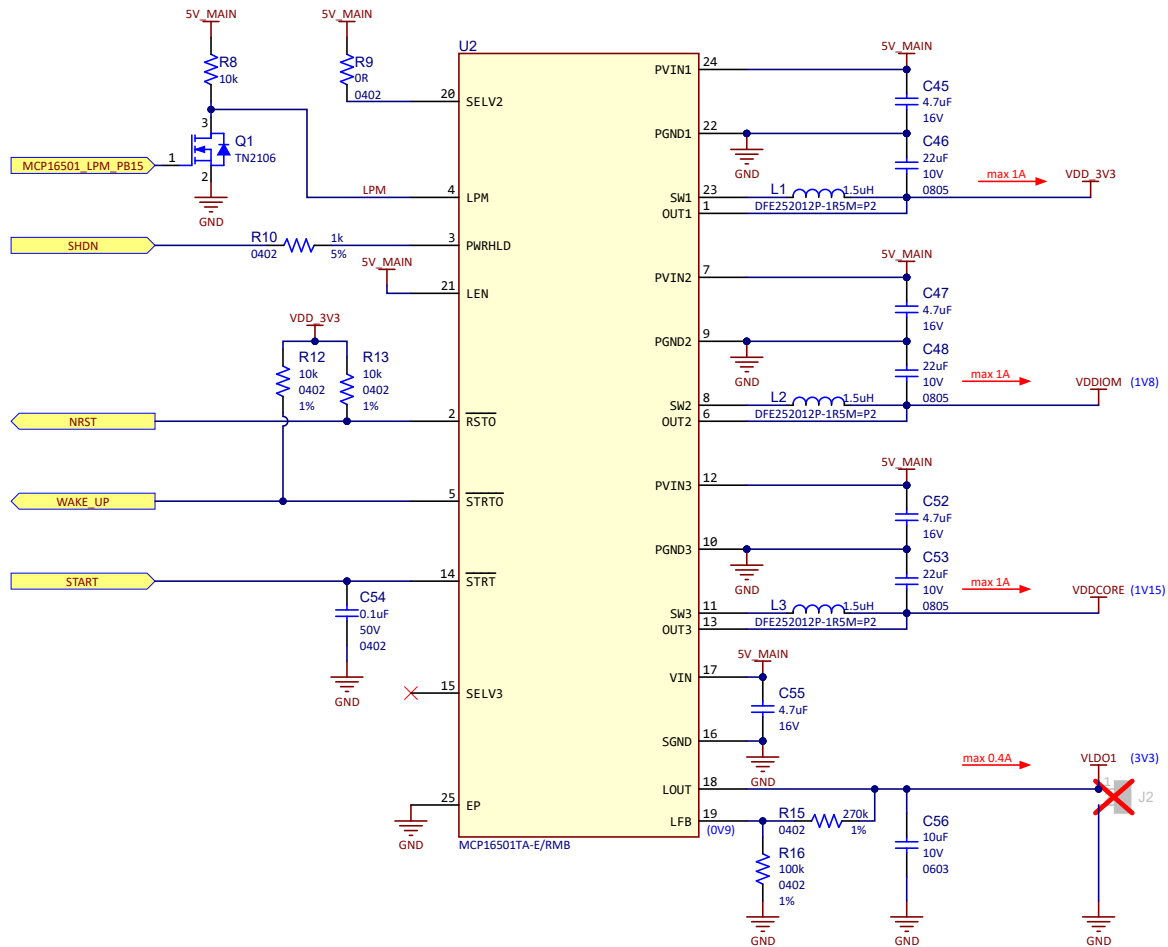 5V_MAIN
R8
10k
5V_MAIN
R9
0R
0402
3
Q1
TN2106
1
2
GND
MCP16501_LPM_PB15
LPM
SHDN
R10
0402
1k
5%
5V_MAIN
VDD_3V3
R12
10k
0402
1%
R13
10k
0402
1%
NRST
WAKE_UP
START
C54
0.1uF
50V
0402
GND
GND
U2
20 SELV2
4 LPM
3 PWRHLD
21 LEN
2 RSTO
5 STRTO
14 STRT
15 SELV3
25 EP
PVIN1 24
PGND1 22
SW1 23
OUT1 1
PVIN2 7
PGND2 9
SW2 8
OUT2 6
PVIN3 12
PGND3 10
SW3 11
OUT3 13
VIN 17
SGND 16
LOUT 18
LFB 19
(0V9)
MCP16501TA-E/RMB
5V_MAIN
C45
4.7uF
16V
GND
C46
22uF
10V
0805
L1 1.5uH
DFE252012P-1R5M=P2
max 1A
VDD_3V3
5V_MAIN
C47
4.7uF
16V
GND
C48
22uF
10V
0805
L2 1.5uH
DFE252012P-1R5M=P2
max 1A
VDDIOM (1V8)
5V_MAIN
C52
4.7uF
16V
GND
C53
22uF
10V
0805
L3 1.5uH
DFE252012P-1R5M=P2
max 1A
VDDCORE (1V15)
5V_MAIN
C55
4.7uF
16V
GND
max 0.4A
VLDO1 (3V3)
1
J2
R15 270k
0402 1%
R16
100k
0402
1%
C56
10uF
10V
0603
GND
GND
GND